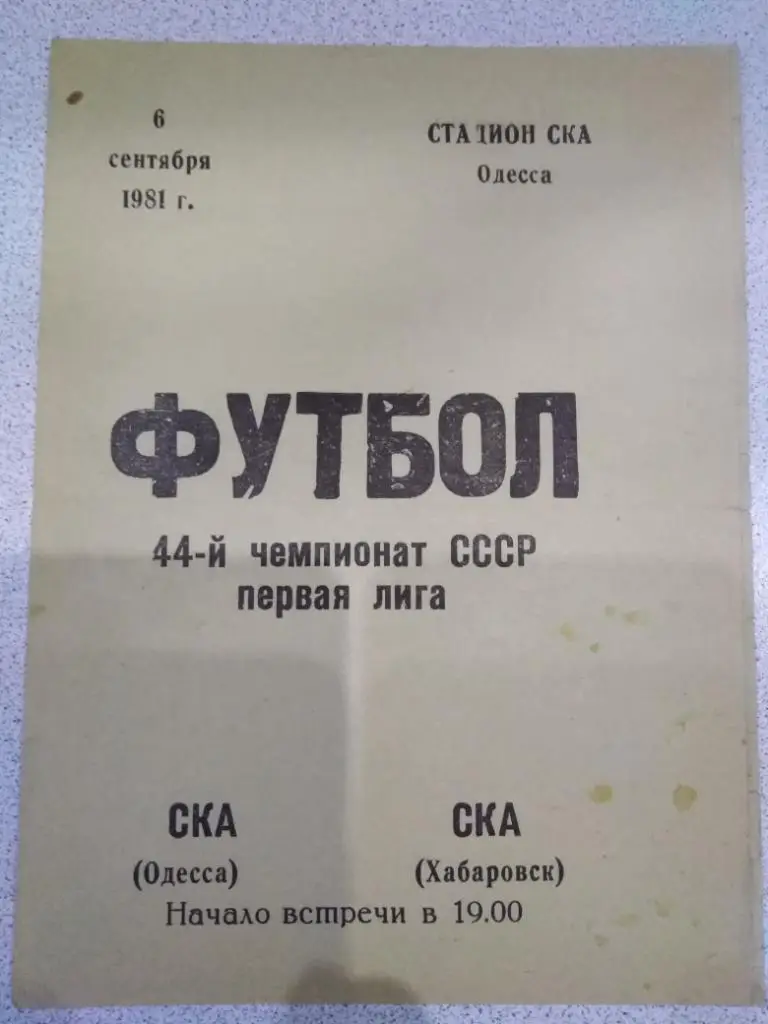 6
сентября
1981 г.
СТАДИОН СКА
Одесса
ФУТБОЛ
44-й чемпионат СССР
первая лига
СКА
(Одесса)
СКА
(Хабаровск)
Начало встречи в 19.00